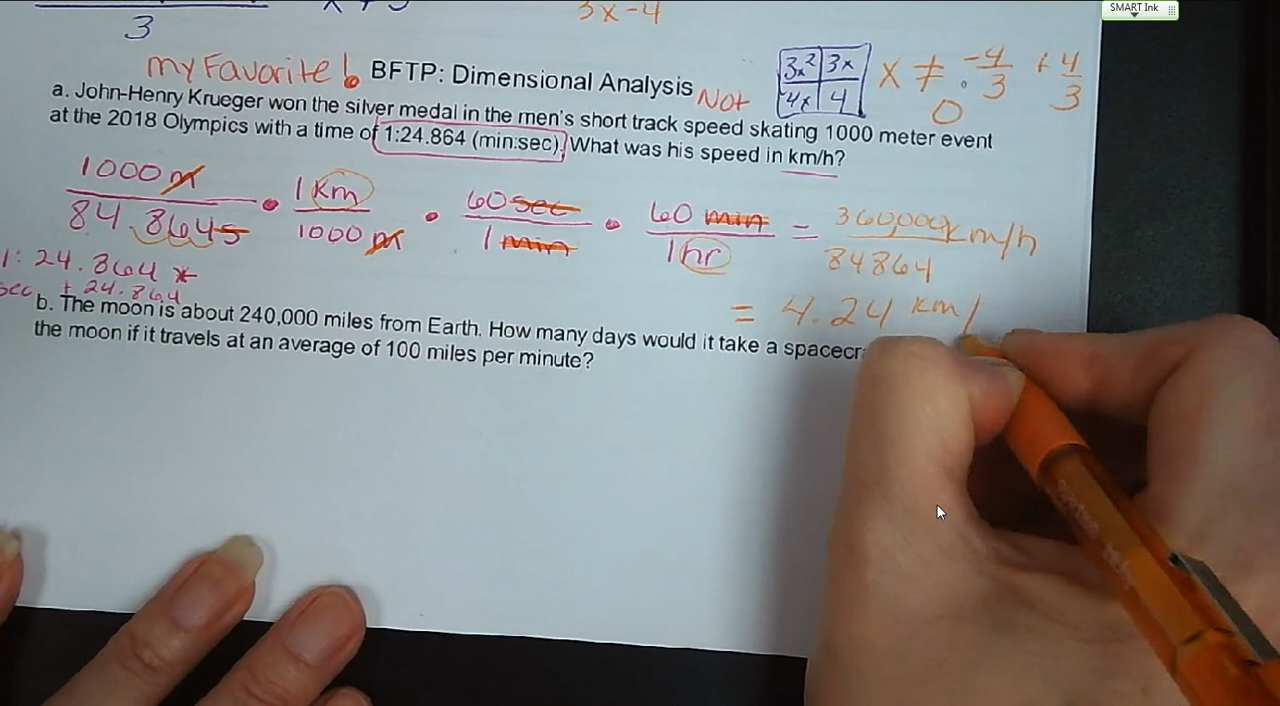 SMART Ink
3
3x-4
my Favorite! BFTP: Dimensional Analysis Not
3x² 3x
4x 4
x ≠ -4/3 +4/3
0
a. John-Henry Krueger won the silver medal in the men's short track speed skating 1000 meter event
at the 2018 Olympics with a time of 1:24.864 (min:sec). What was his speed in km/h?
1000 m / 84.864 s • 1 km / 1000 m • 60 sec / 1 min • 60 min / 1 hr = 360,000 km/h / 84864
1:24.864
sec + 24.864
= 4.24 km/
b. The moon is about 240,000 miles from Earth. How many days would it take a spacecr
the moon if it travels at an average of 100 miles per minute?